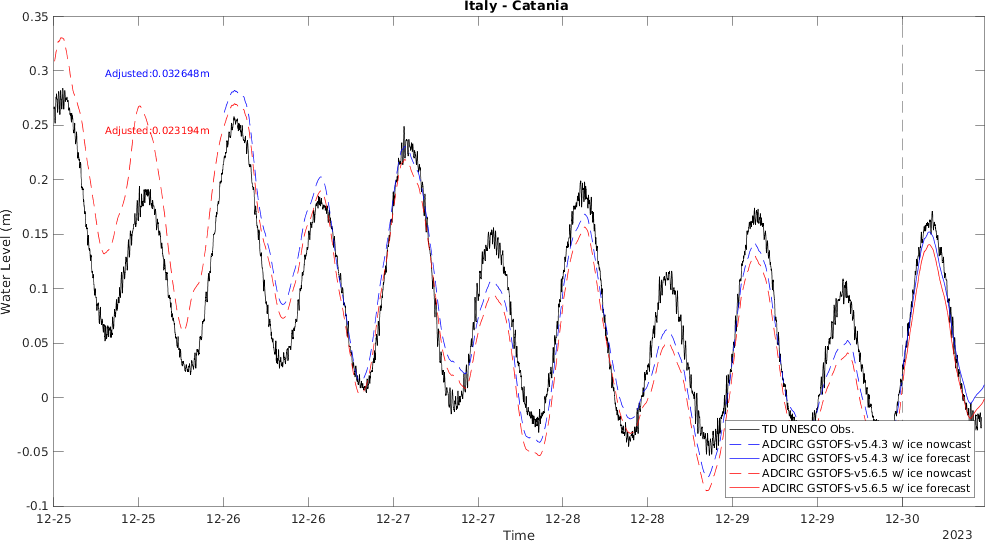 Italy - Catania
0.35
0.3
0.25
0.2
0.15
0.1
0.05
0
-0.05
-0.1
Water Level (m)
Adjusted:0.032648m
Adjusted:0.023194m
TD UNESCO Obs.
ADCIRC GSTOFS-v5.4.3 w/ ice nowcast
ADCIRC GSTOFS-v5.4.3 w/ ice forecast
ADCIRC GSTOFS-v5.6.5 w/ ice nowcast
ADCIRC GSTOFS-v5.6.5 w/ ice forecast
12-25 12-25 12-26 12-26 12-27 12-27 12-28 12-28 12-29 12-29 12-30
Time
2023